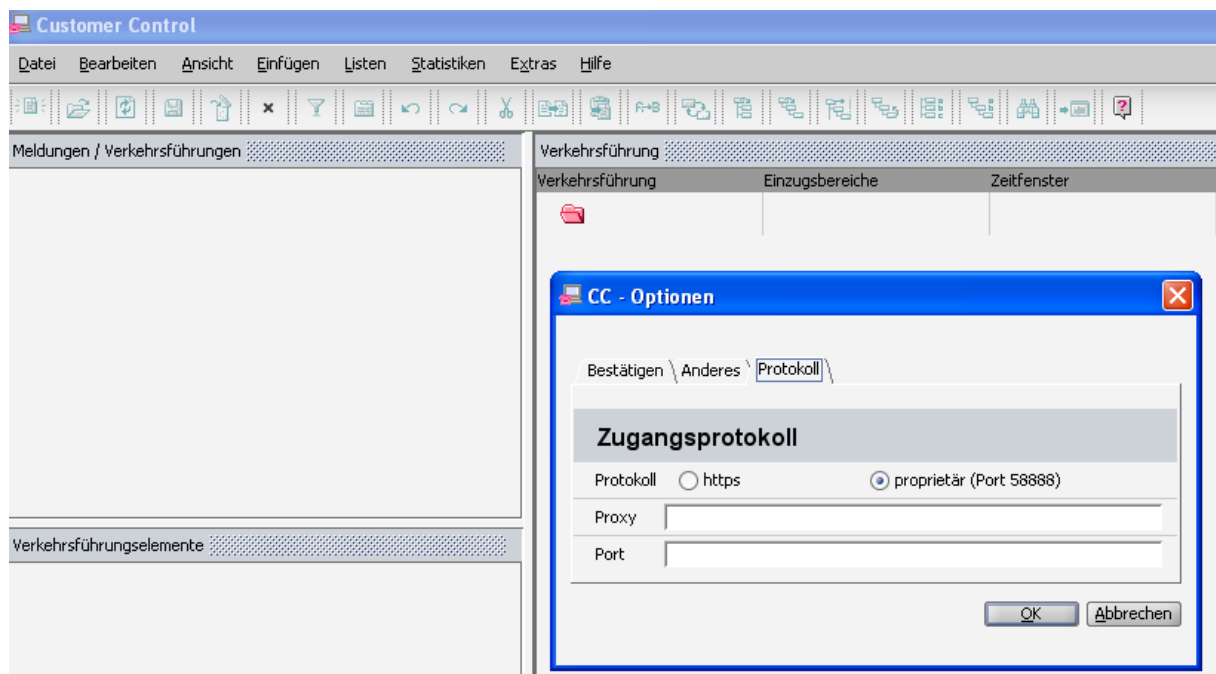 Customer Control
Datei Bearbeiten Ansicht Einfügen Listen Statistiken Extras Hilfe
A→B
Meldungen / Verkehrsführungen
Verkehrsführung
Verkehrsführung Einzugsbereiche Zeitfenster
CC - Optionen
Bestätigen Anderes Protokoll
Zugangsprotokoll
Protokoll https proprietär (Port 58888)
Proxy
Port
OK Abbrechen
Verkehrsführungselemente